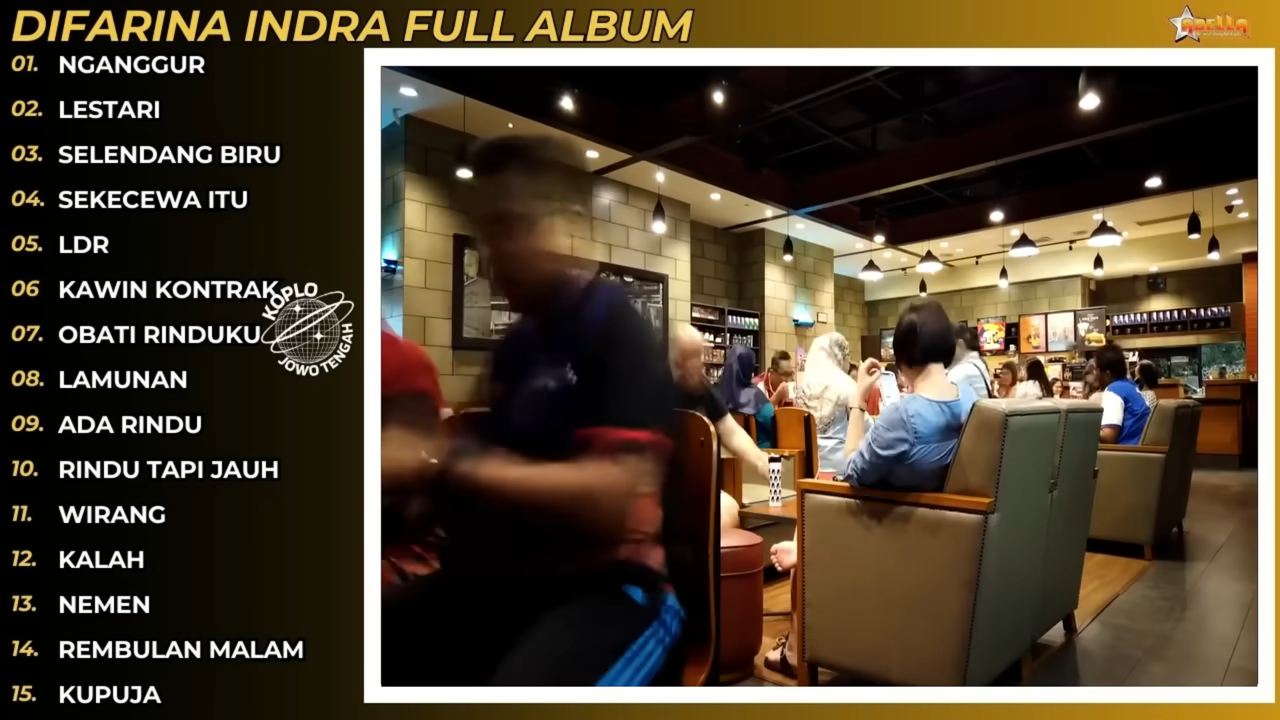 DIFARINA INDRA FULL ALBUM
ADELLA
01. NGANGGUR
02. LESTARI
03. SELENDANG BIRU
04. SEKECEWA ITU
05. LDR
06 KAWIN KONTRAK
07. OBATI RINDUKU
KOPLO
JOWO TENGAH
08. LAMUNAN
09. ADA RINDU
10. RINDU TAPI JAUH
11. WIRANG
12. KALAH
13. NEMEN
14. REMBULAN MALAM
15. KUPUJA